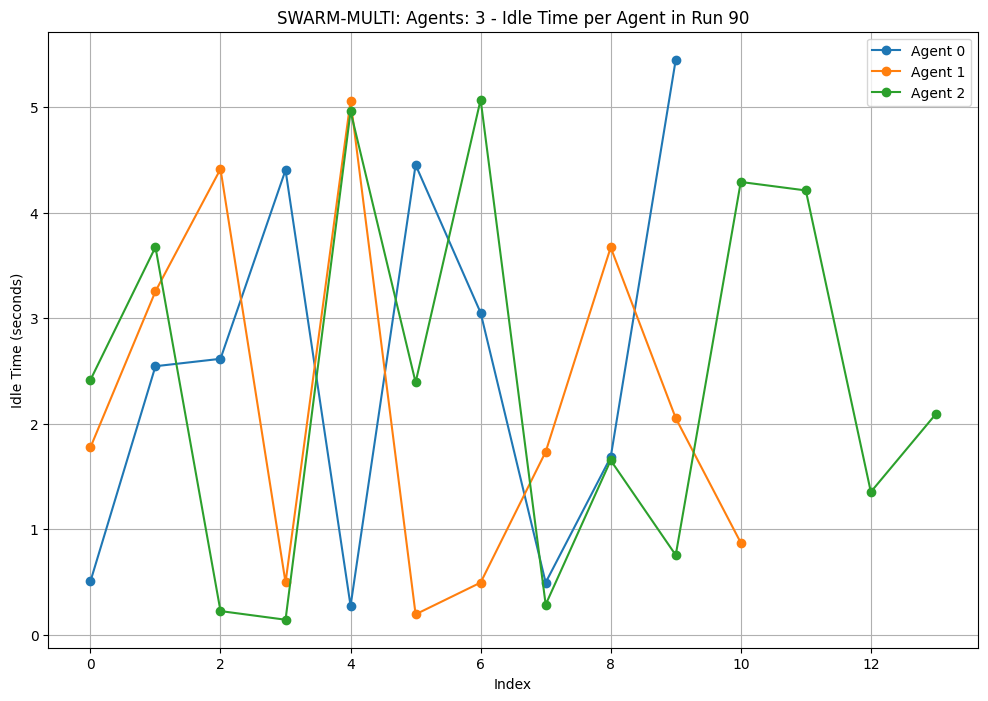 SWARM-MULTI: Agents: 3 - Idle Time per Agent in Run 90
Agent 0
Agent 1
Agent 2
Idle Time (seconds)
5
4
3
2
1
0
0 2 4 6 8 10 12
Index